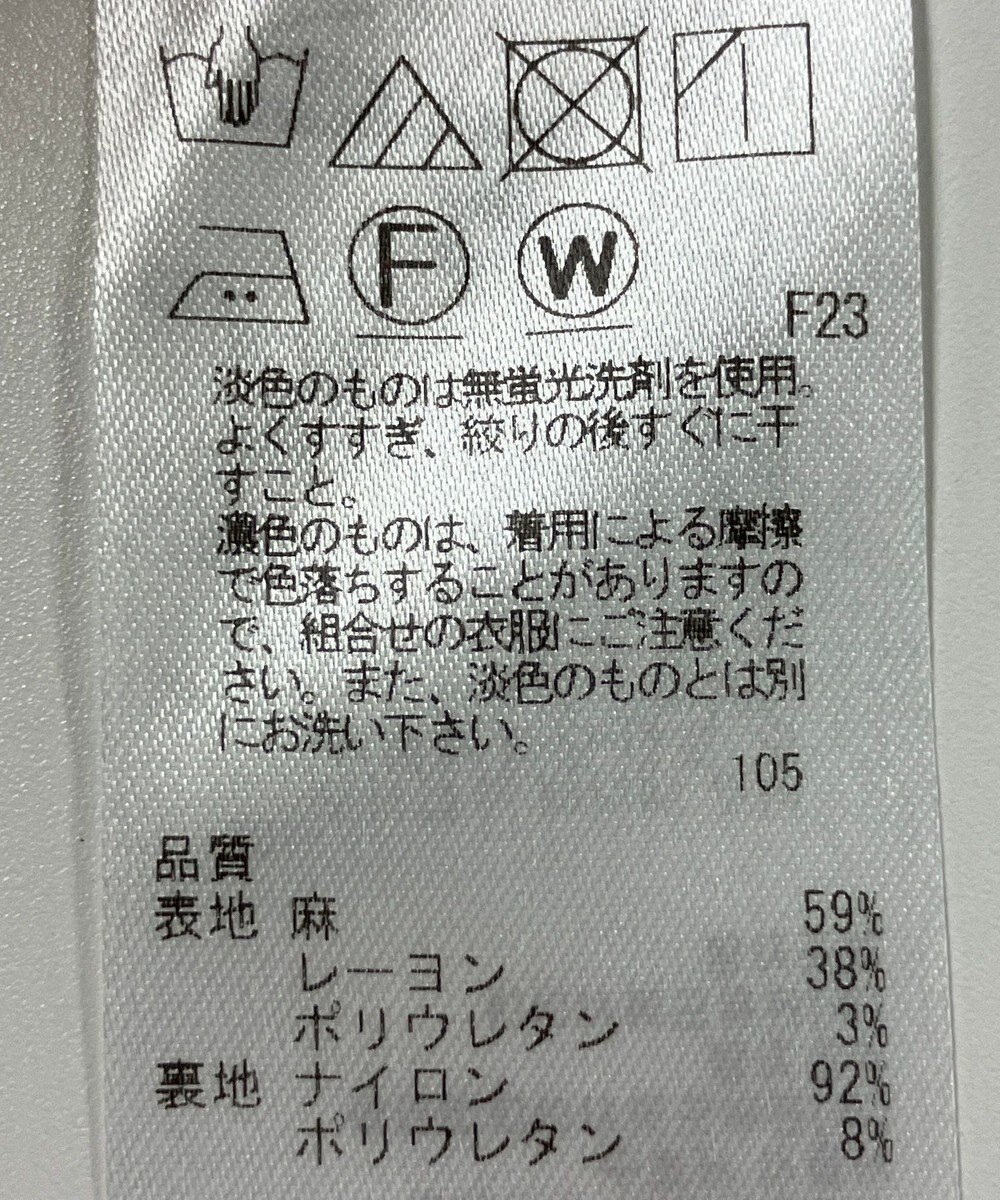 F
W
F23
淡色のものは無蛍光洗剤を使用。
よくすすぎ、絞りの後すぐに干
すこと。
濃色のものは、着用による摩擦
で色落ちすることがありますの
で、組合せの衣服にご注意くだ
さい。また、淡色のものとは別
にお洗い下さい。
105
品質
表地 麻 59%
レーヨン 38%
ポリウレタン 3%
裏地 ナイロン 92%
ポリウレタン 8%